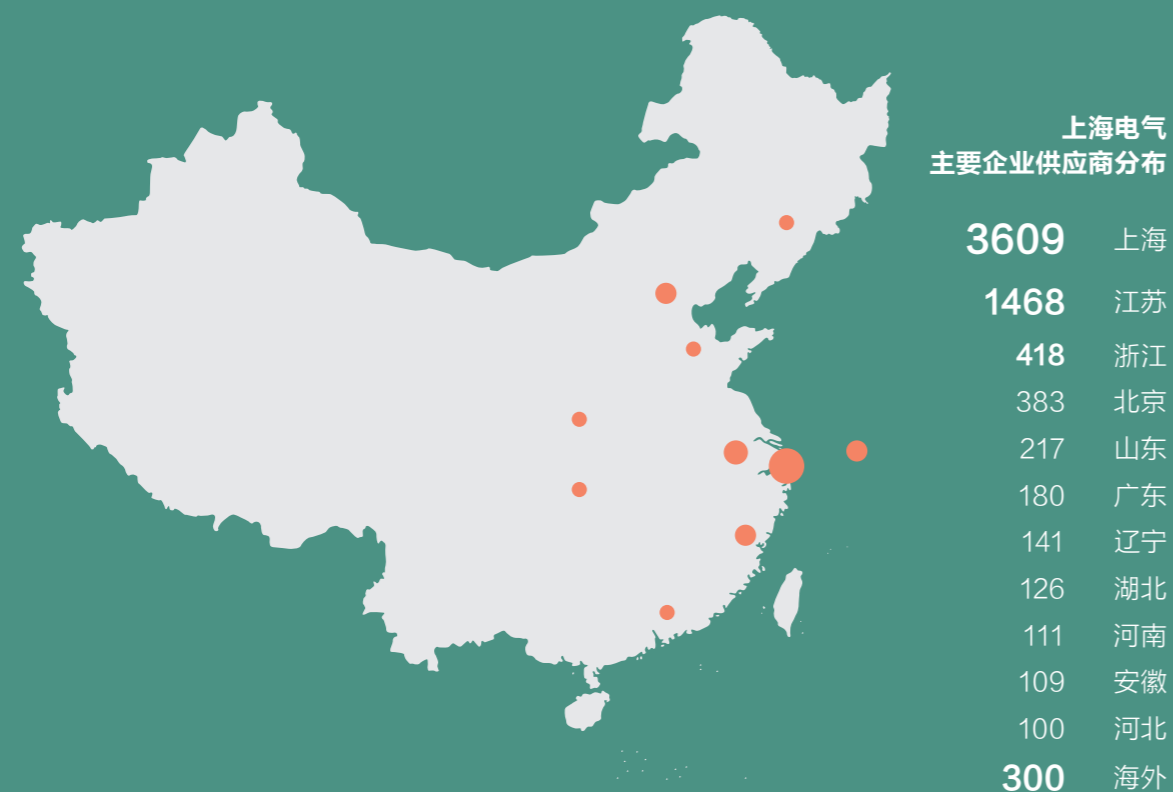 上海电气
主要企业供应商分布
3609 上海
1468 江苏
418 浙江
383 北京
217 山东
180 广东
141 辽宁
126 湖北
111 河南
109 安徽
100 河北
300 海外